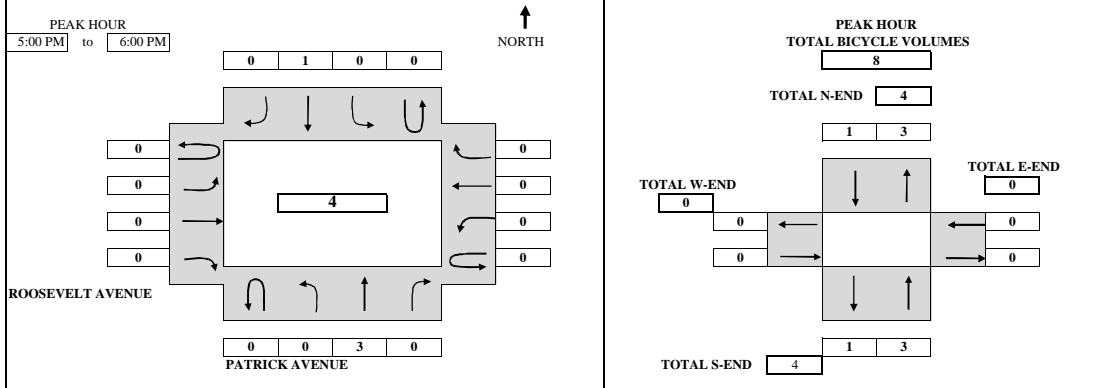 PEAK HOUR
5:00 PM to 6:00 PM
NORTH
0 1 0 0
0 0
0 0
4
0 0
0 0
ROOSEVELT AVENUE
0 0 3 0
PATRICK AVENUE
PEAK HOUR
TOTAL BICYCLE VOLUMES
8
TOTAL N-END 4
1 3
TOTAL E-END
0
TOTAL W-END
0
0 0
0 0
1 3
TOTAL S-END 4